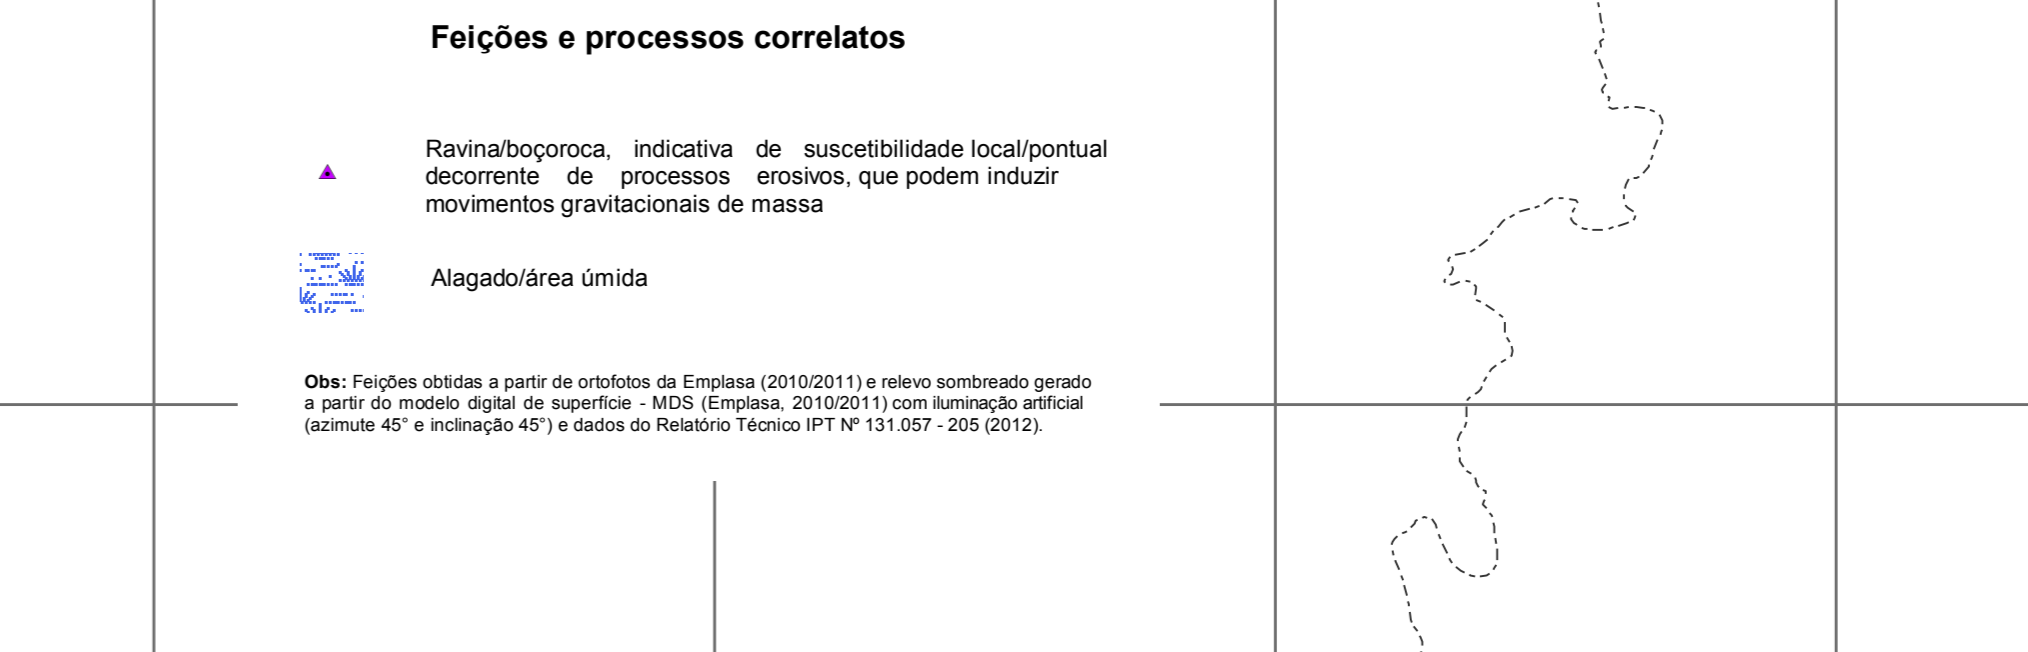 Feições e processos correlatos
Ravina/boçoroca, indicativa de suscetibilidade local/pontual
decorrente de processos erosivos, que podem induzir
movimentos gravitacionais de massa
Alagado/área úmida
Obs: Feições obtidas a partir de ortofotos da Emplasa (2010/2011) e relevo sombreado gerado
a partir do modelo digital de superfície - MDS (Emplasa, 2010/2011) com iluminação artificial
(azimute 45° e inclinação 45°) e dados do Relatório Técnico IPT Nº 131.057 - 205 (2012).